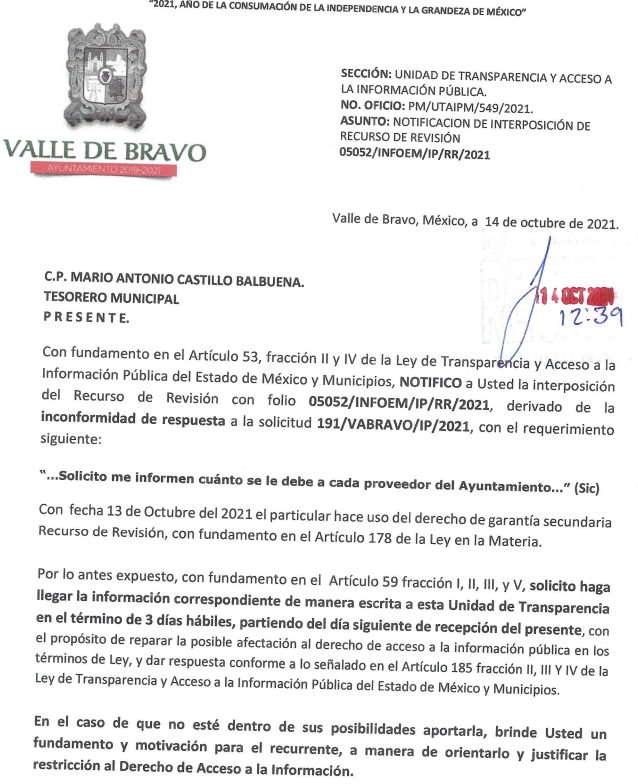 "2021, AÑO DE LA CONSUMACIÓN DE LA INDEPENDENCIA Y LA GRANDEZA DE MÉXICO"
VALLE DE BRAVO
AYUNTAMIENTO 2019-2021
SECCIÓN: UNIDAD DE TRANSPARENCIA Y ACCESO A
LA INFORMACIÓN PÚBLICA.
NO. OFICIO: PM/UTAIPM/549/2021.
ASUNTO: NOTIFICACION DE INTERPOSICIÓN DE
RECURSO DE REVISIÓN
05052/INFOEM/IP/RR/2021
Valle de Bravo, México, a 14 de octubre de 2021.
C.P. MARIO ANTONIO CASTILLO BALBUENA.
TESORERO MUNICIPAL
P R E S E N T E.
14 OCT
12:39
Con fundamento en el Artículo 53, fracción II y IV de la Ley de Transparencia y Acceso a la
Información Pública del Estado de México y Municipios, NOTIFICO a Usted la interposición
del Recurso de Revisión con folio 05052/INFOEM/IP/RR/2021, derivado de la
inconformidad de respuesta a la solicitud 191/VABRAVO/IP/2021, con el requerimiento
siguiente:
"...Solicito me informen cuánto se le debe a cada proveedor del Ayuntamiento..." (Sic)
Con fecha 13 de Octubre del 2021 el particular hace uso del derecho de garantía secundaria
Recurso de Revisión, con fundamento en el Artículo 178 de la Ley en la Materia.
Por lo antes expuesto, con fundamento en el Artículo 59 fracción I, II, III, y V, solicito haga
llegar la información correspondiente de manera escrita a esta Unidad de Transparencia
en el término de 3 días hábiles, partiendo del día siguiente de recepción del presente, con
el propósito de reparar la posible afectación al derecho de acceso a la información pública en los
términos de Ley, y dar respuesta conforme a lo señalado en el Artículo 185 fracción II, III Y IV de la
Ley de Transparencia y Acceso a la Información Pública del Estado de México y Municipios.
En el caso de que no esté dentro de sus posibilidades aportarla, brinde Usted un
fundamento y motivación para el recurrente, a manera de orientarlo y justificar la
restricción al Derecho de Acceso a la Información.